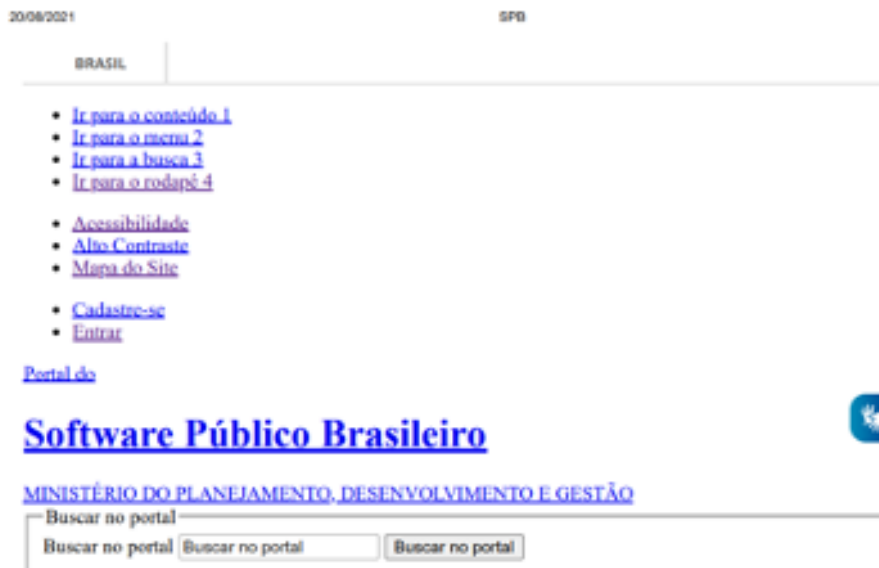 20/08/2021 SPB
BRASIL
Ir para o conteúdo 1
Ir para o menu 2
Ir para a busca 3
Ir para o rodapé 4
Acessibilidade
Alto Contraste
Mapa do Site
Cadastre-se
Entrar
Portal do
Software Público Brasileiro
MINISTÉRIO DO PLANEJAMENTO, DESENVOLVIMENTO E GESTÃO
Buscar no portal
Buscar no portal Buscar no portal Buscar no portal